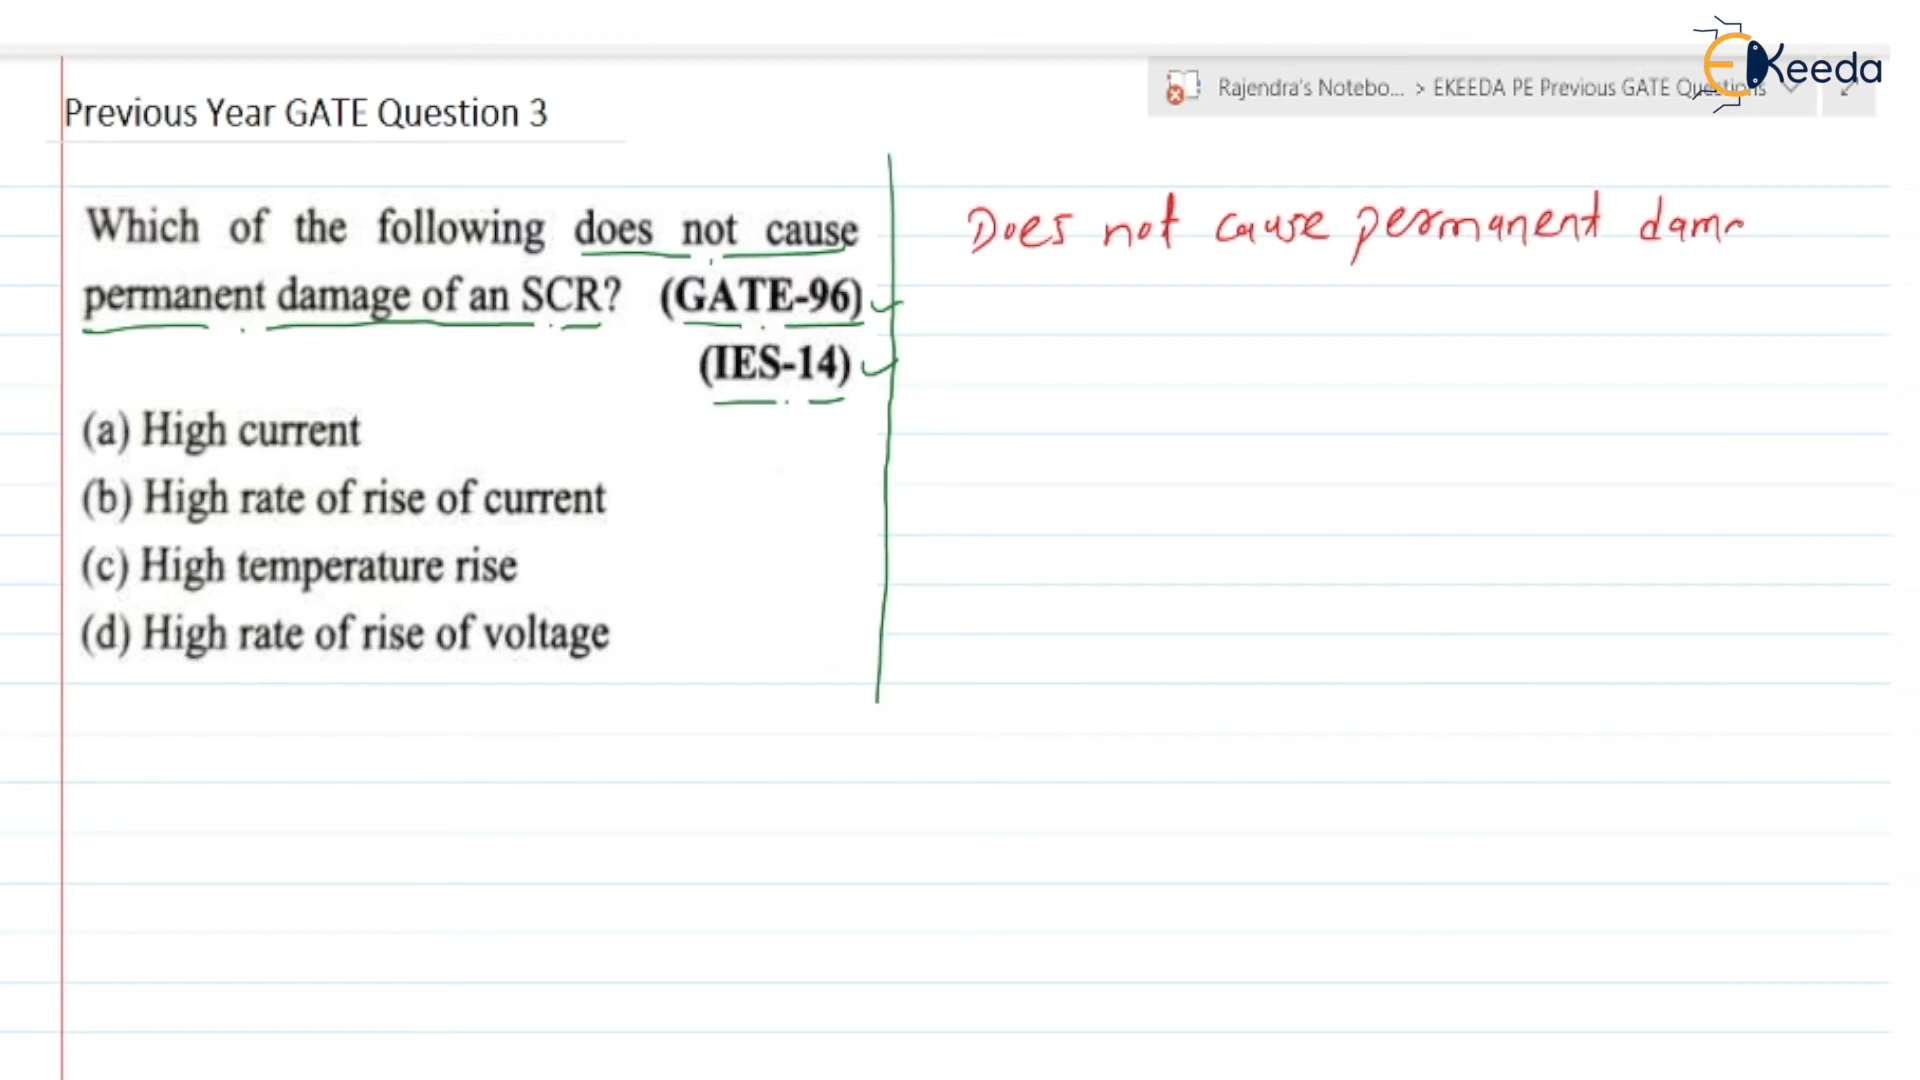 EKeeda
Rajendra's Notebo... > EKEEDA PE Previous GATE Questions
Previous Year GATE Question 3
Which of the following does not cause
permanent damage of an SCR? (GATE-96)
(IES-14)
(a) High current
(b) High rate of rise of current
(c) High temperature rise
(d) High rate of rise of voltage
Does not cause permanent dam